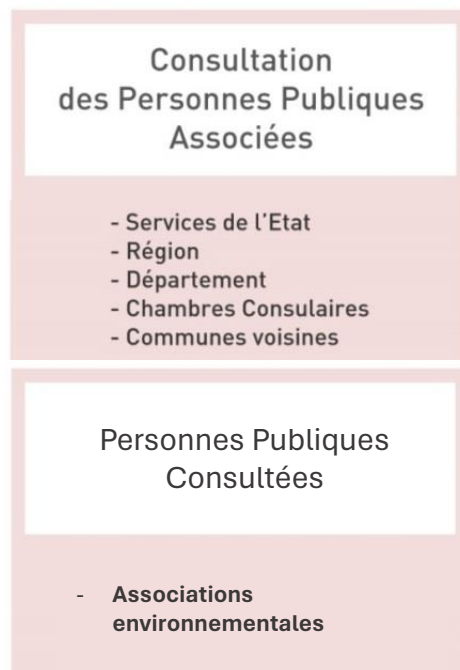 Consultation
des Personnes Publiques
Associées
- Services de l'Etat
- Région
- Département
- Chambres Consulaires
- Communes voisines
Personnes Publiques
Consultées
- Associations
environnementales